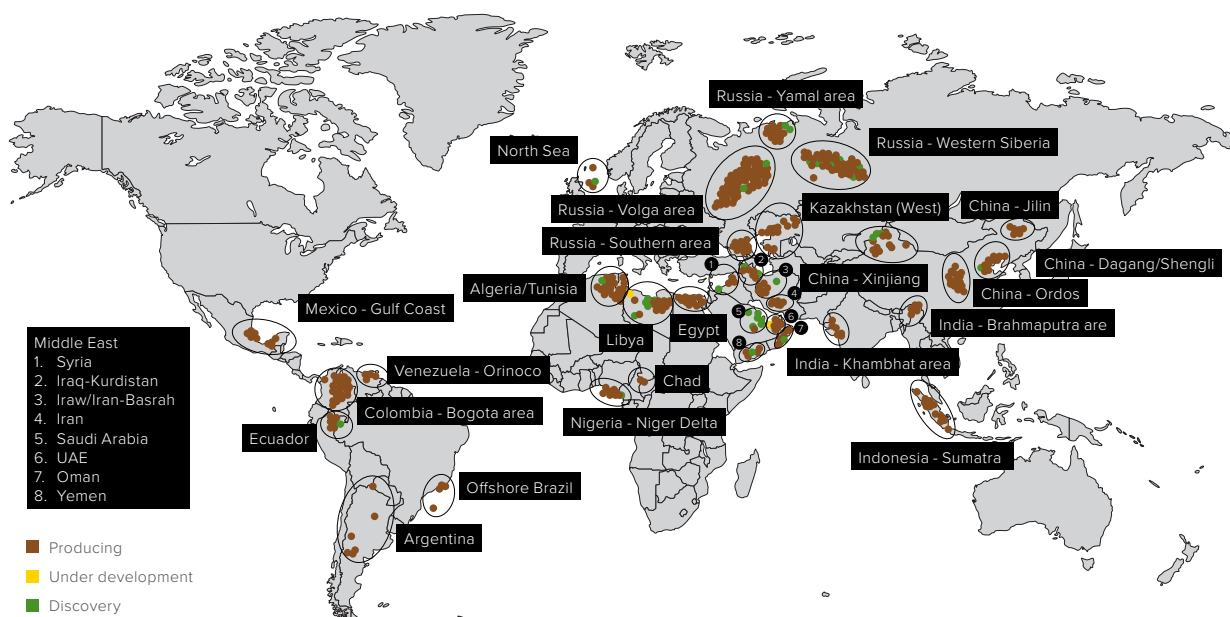 Russia - Yamal area
Russia - Western Siberia
North Sea
Russia - Volga area
Kazakhstan (West)
China - Jilin
Russia - Southern area
1
2
3
China - Dagang/Shengli
Algeria/Tunisia
China - Xinjiang
China - Ordos
4
Mexico - Gulf Coast
5
6
7
India - Brahmaputra are
Libya
Egypt
8
India - Khambhat area
Middle East
1. Syria
2. Iraq-Kurdistan
3. Iraw/Iran-Basrah
4. Iran
5. Saudi Arabia
6. UAE
7. Oman
8. Yemen
Venezuela - Orinoco
Chad
Colombia - Bogota area
Nigeria - Niger Delta
Ecuador
Indonesia - Sumatra
Offshore Brazil
Argentina
Producing
Under development
Discovery